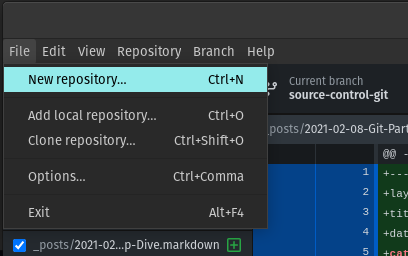 File Edit View Repository Branch Help
New repository... Ctrl+N
Current branch
source-control-git
Add local repository... Ctrl+O
_posts/2021-02-08-Git-Part
Clone repository... Ctrl+Shift+O
@@ -
1 +---
Options... Ctrl+Comma
2 +lay
3 +tit
Exit Alt+F4
4 +dat
_posts/2021-02...p-Dive.markdown
5 +cat